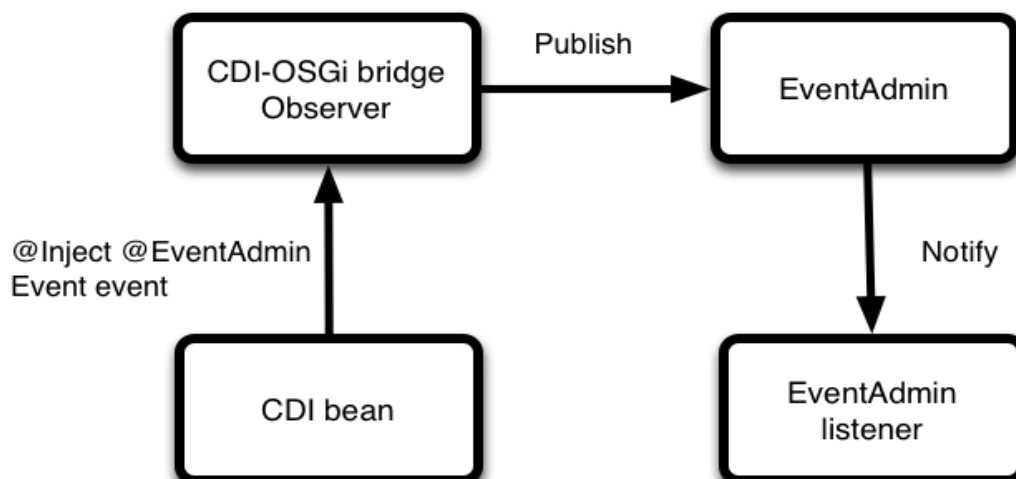 CDI-OSGi bridge
Observer
Publish
EventAdmin
@Inject @EventAdmin
Event event
Notify
CDI bean
EventAdmin
listener